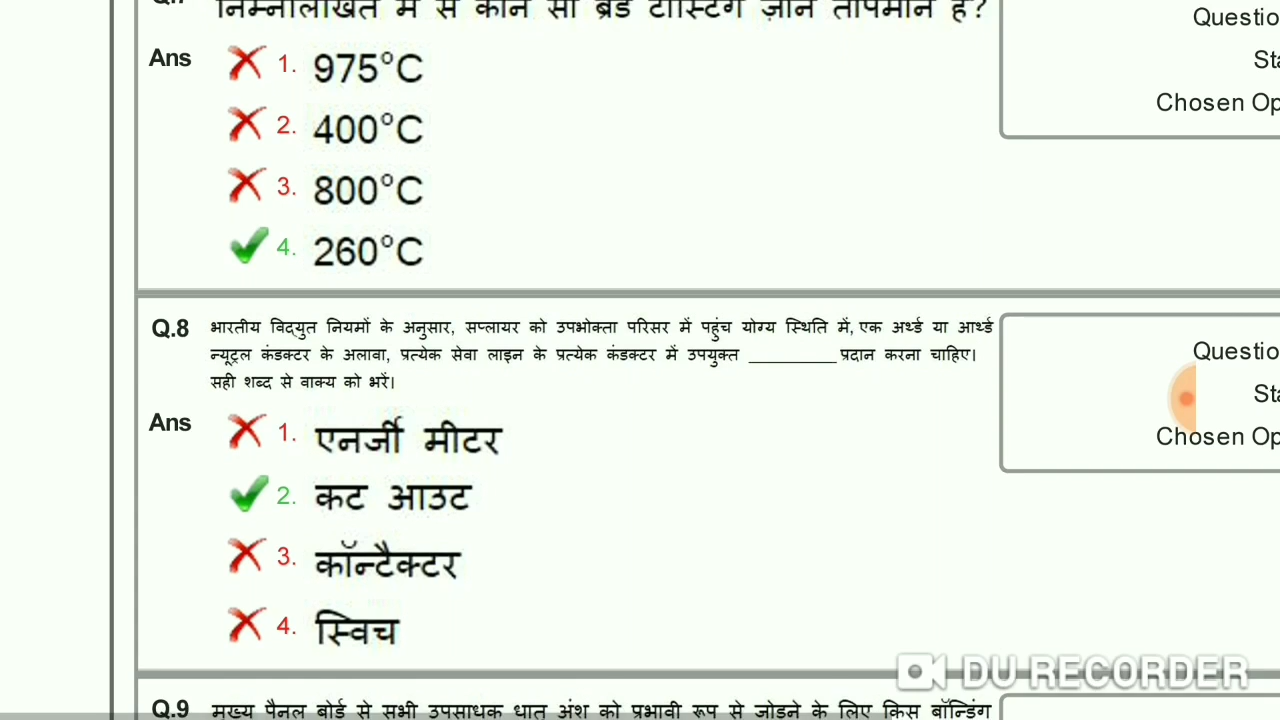 निम्नलिखित में से कौन सा ब्रेड टोस्टिंग ज़ोन तापमान है?
Questio
Ans
1. 975°C
Sta
2. 400°C
Chosen Op
3. 800°C
4. 260°C
Q.8 भारतीय विद्युत नियमों के अनुसार, सप्लायर को उपभोक्ता परिसर में पहुंच योग्य स्थिति में, एक अर्थ्ड या आर्थ्ड
न्यूट्रल कंडक्टर के अलावा, प्रत्येक सेवा लाइन के प्रत्येक कंडक्टर में उपयुक्त __________ प्रदान करना चाहिए।
सही शब्द से वाक्य को भरें।
Questio
Sta
Chosen Op
Ans
1. एनर्जी मीटर
2. कट आउट
3. कॉन्टैक्टर
4. स्विच
DU RECORDER
Q.9 मुख्य पैनल बोर्ड से सभी उपसाधक धातु अंश को प्रभावी रूप से जोड़ने के लिए किस बॉन्डिंग